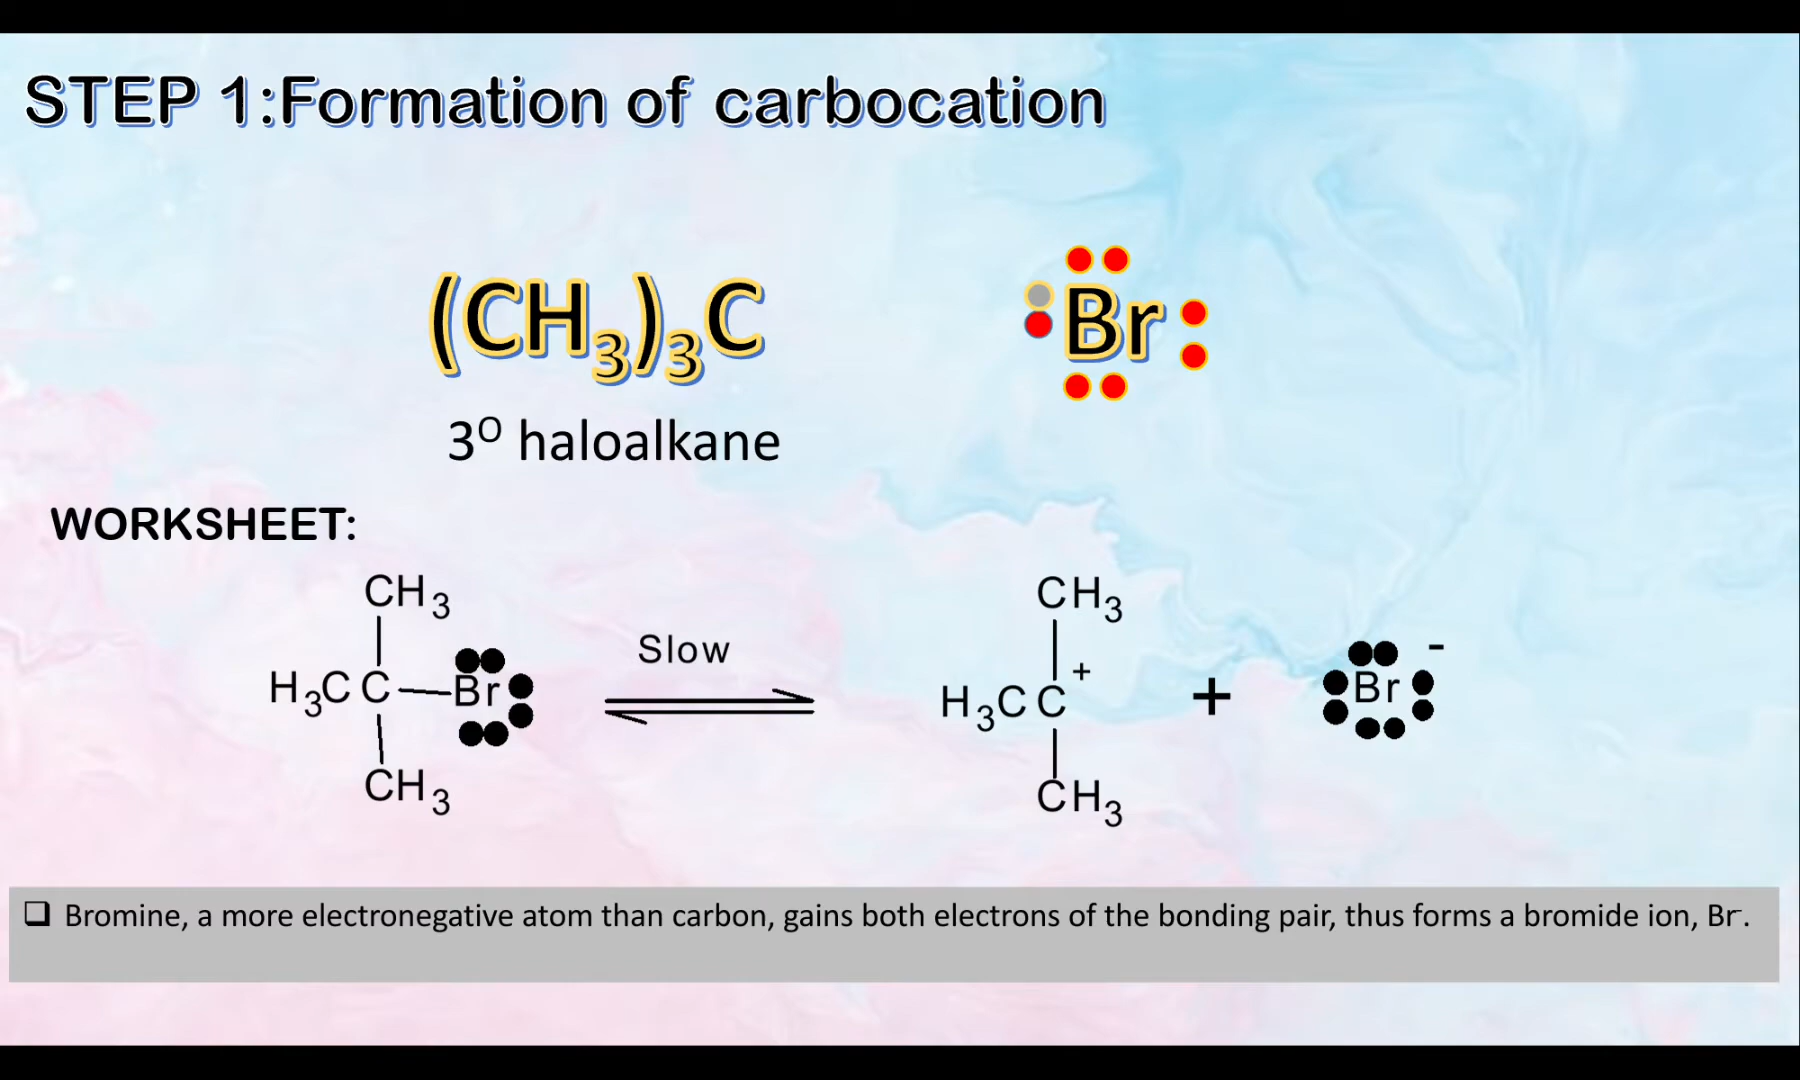 STEP 1:Formation of carbocation
(CH₃)₃C Br
3⁰ haloalkane
WORKSHEET:
CH₃ CH₃
Slow
H₃C C Br H₃C C⁺ + Br⁻
CH₃ CH₃
❑ Bromine, a more electronegative atom than carbon, gains both electrons of the bonding pair, thus forms a bromide ion, Br⁻.